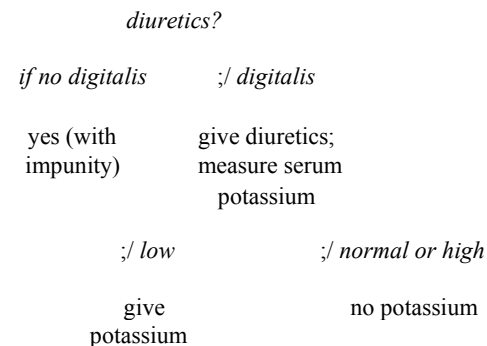 diuretics?
if no digitalis ;/ digitalis
yes (with give diuretics;
impunity) measure serum
potassium
;/ low ;/ normal or high
give no potassium
potassium